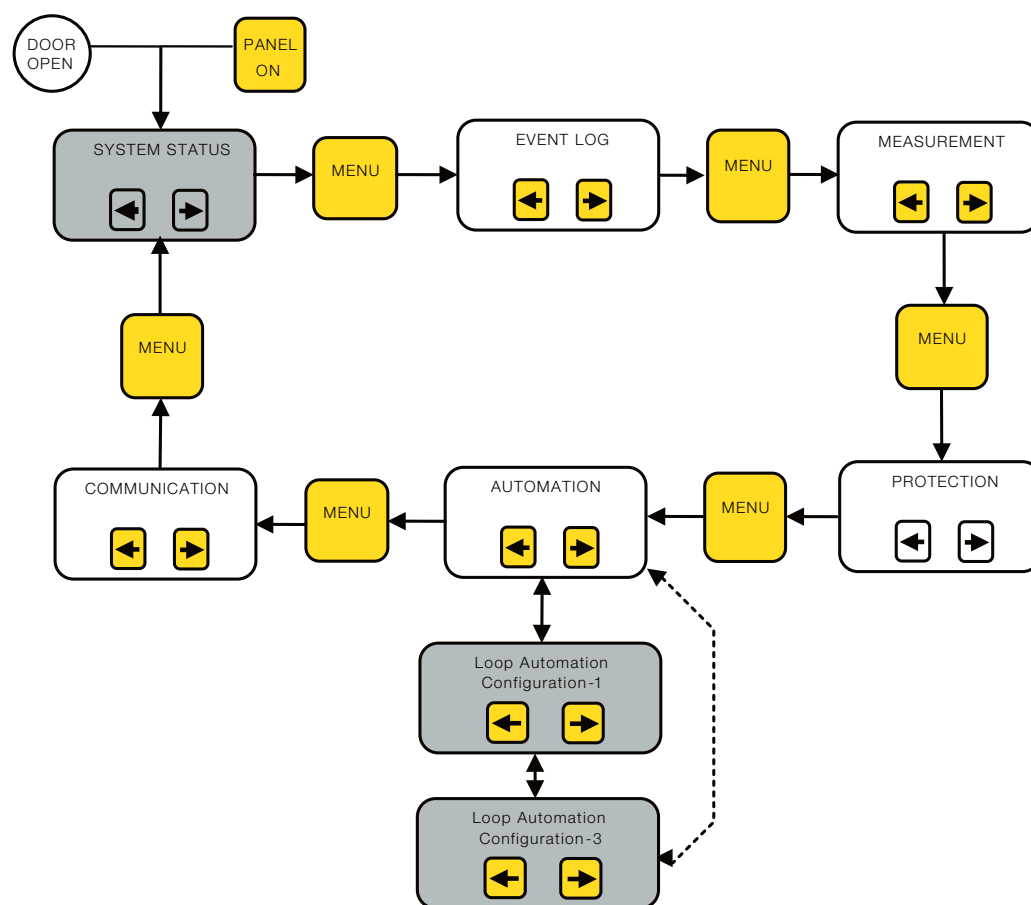 DOOR
OPEN
PANEL
ON
SYSTEM STATUS
MENU
EVENT LOG
MENU
MEASUREMENT
MENU
MENU
COMMUNICATION
MENU
AUTOMATION
MENU
PROTECTION
Loop Automation
Configuration-1
Loop Automation
Configuration-3